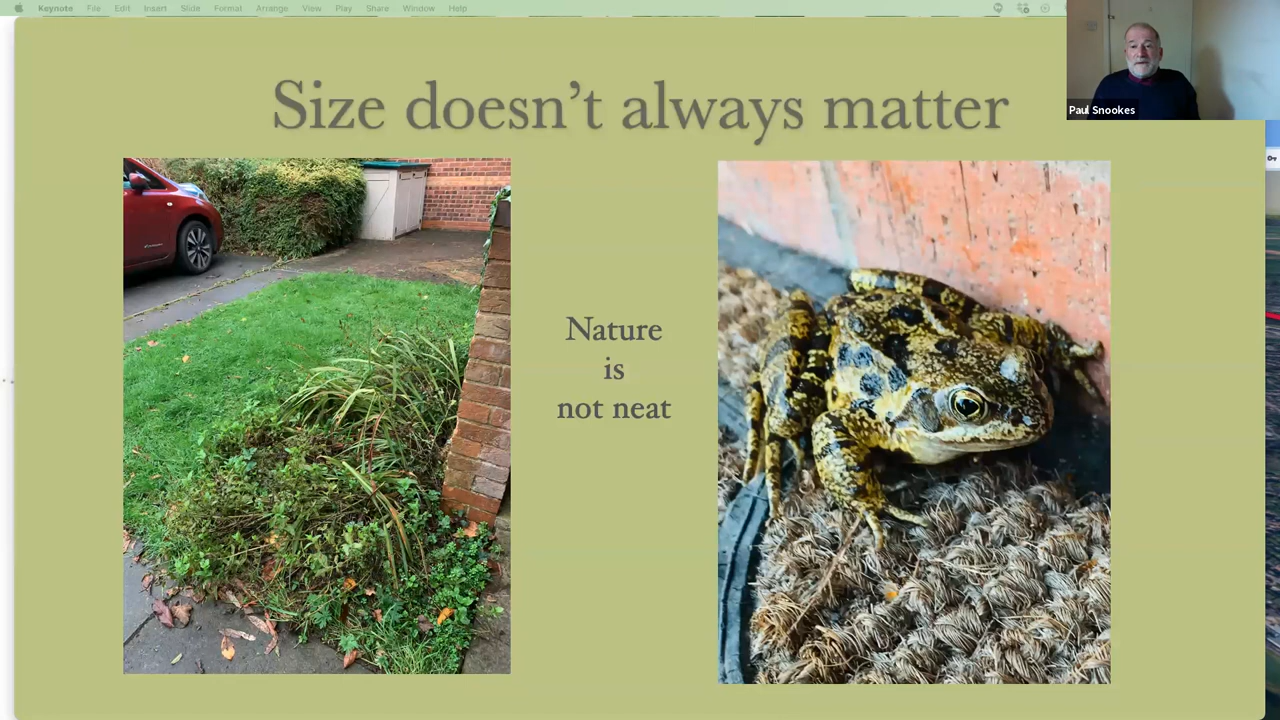 Keynote File Edit Insert Slide Format Arrange View Play Share Window Help
Size doesn't always matter
Paul Snookes
Nature
is
not neat